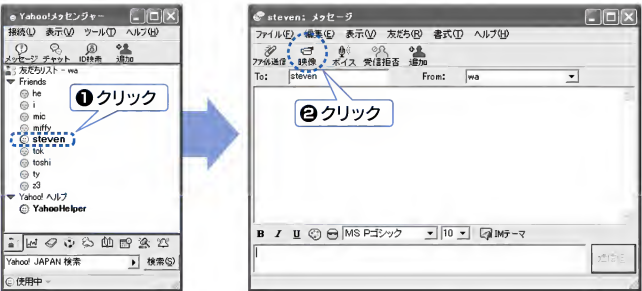 Yahoo!メッセンジャー
接続(L) 表示(V) ツール(T) ヘルプ(H)
メッセージ チャット ID検索 追加
友だちリスト - wa
Friends
he
i
mic
miffy
steven
tok
toshi
ty
z3
Yahoo! ヘルプ
YahooHelper
Yahoo! JAPAN 検索 検索(S)
使用中
❶クリック
steven: メッセージ
ファイル(F) 編集(E) 表示(V) 友だち(R) 書式(T) ヘルプ(H)
ファイル送信 映像 ボイス 受信拒否 追加
To: steven From: wa
❷クリック
B I U MS Pゴシック 10 IMテーマ